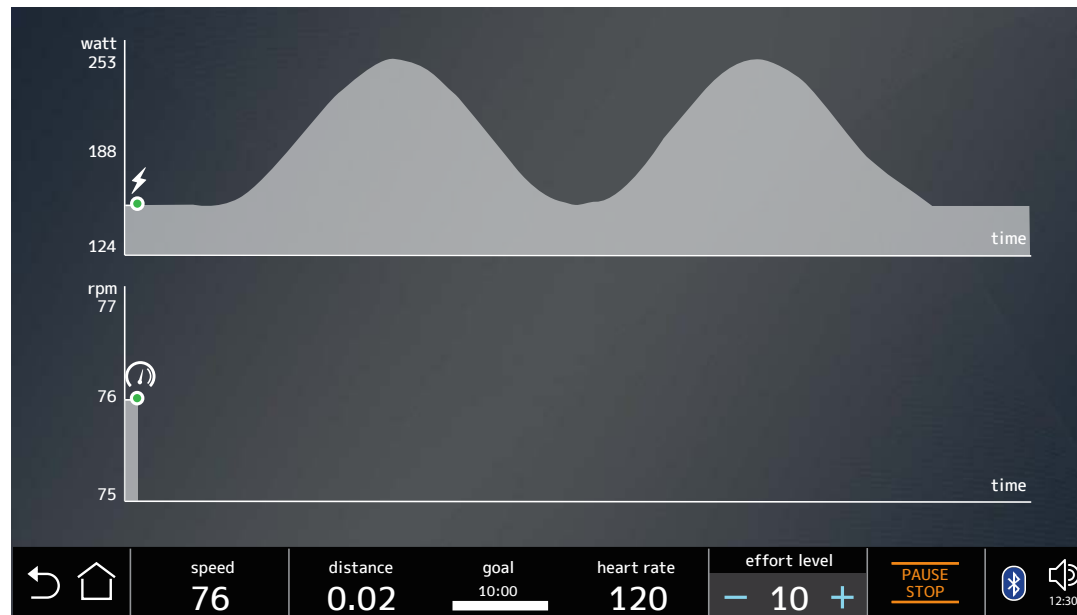 watt
253
188
124
time
rpm
77
76
75
time
speed
76
distance
0.02
goal
10:00
heart rate
120
effort level
− 10 +
PAUSE
STOP
12:30